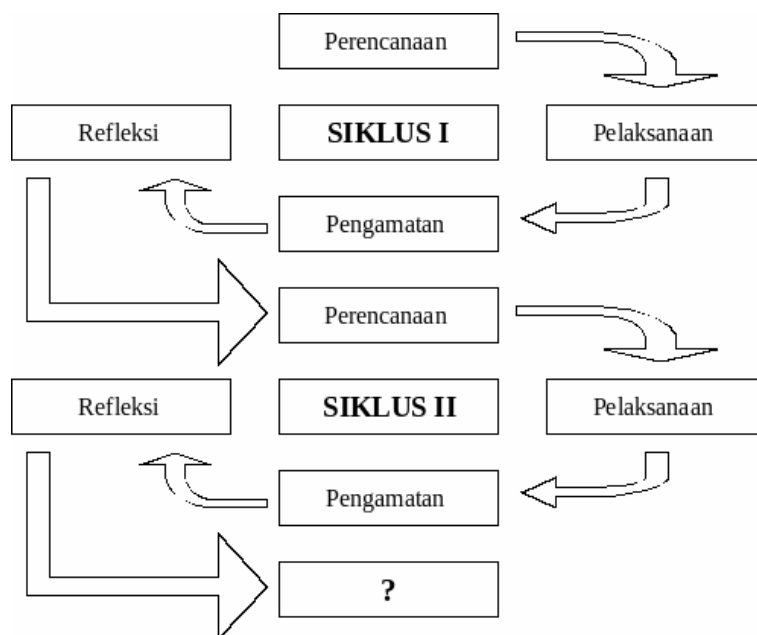 Perencanaan
Refleksi
SIKLUS I
Pelaksanaan
Pengamatan
Perencanaan
Refleksi
SIKLUS II
Pelaksanaan
Pengamatan
?